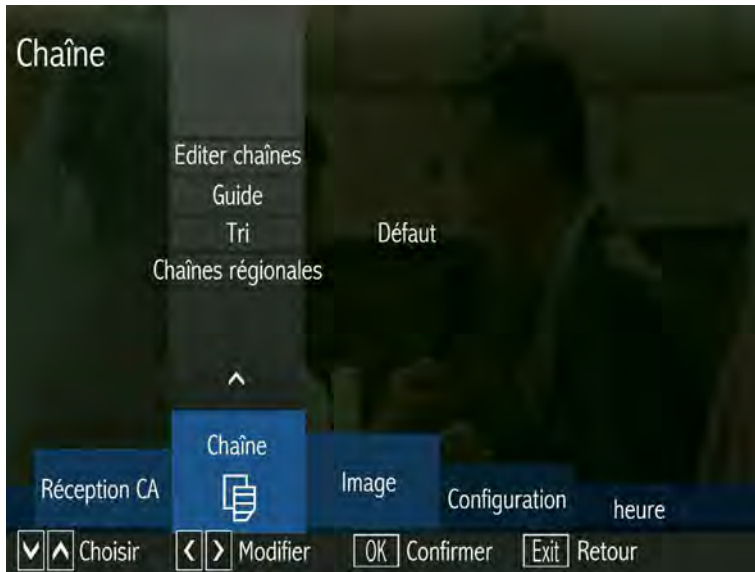 Chaîne
Editer chaînes
Guide
Tri Défaut
Chaînes régionales
Réception CA
Chaîne
Image
Configuration
heure
Choisir Modifier OK Confirmer Exit Retour